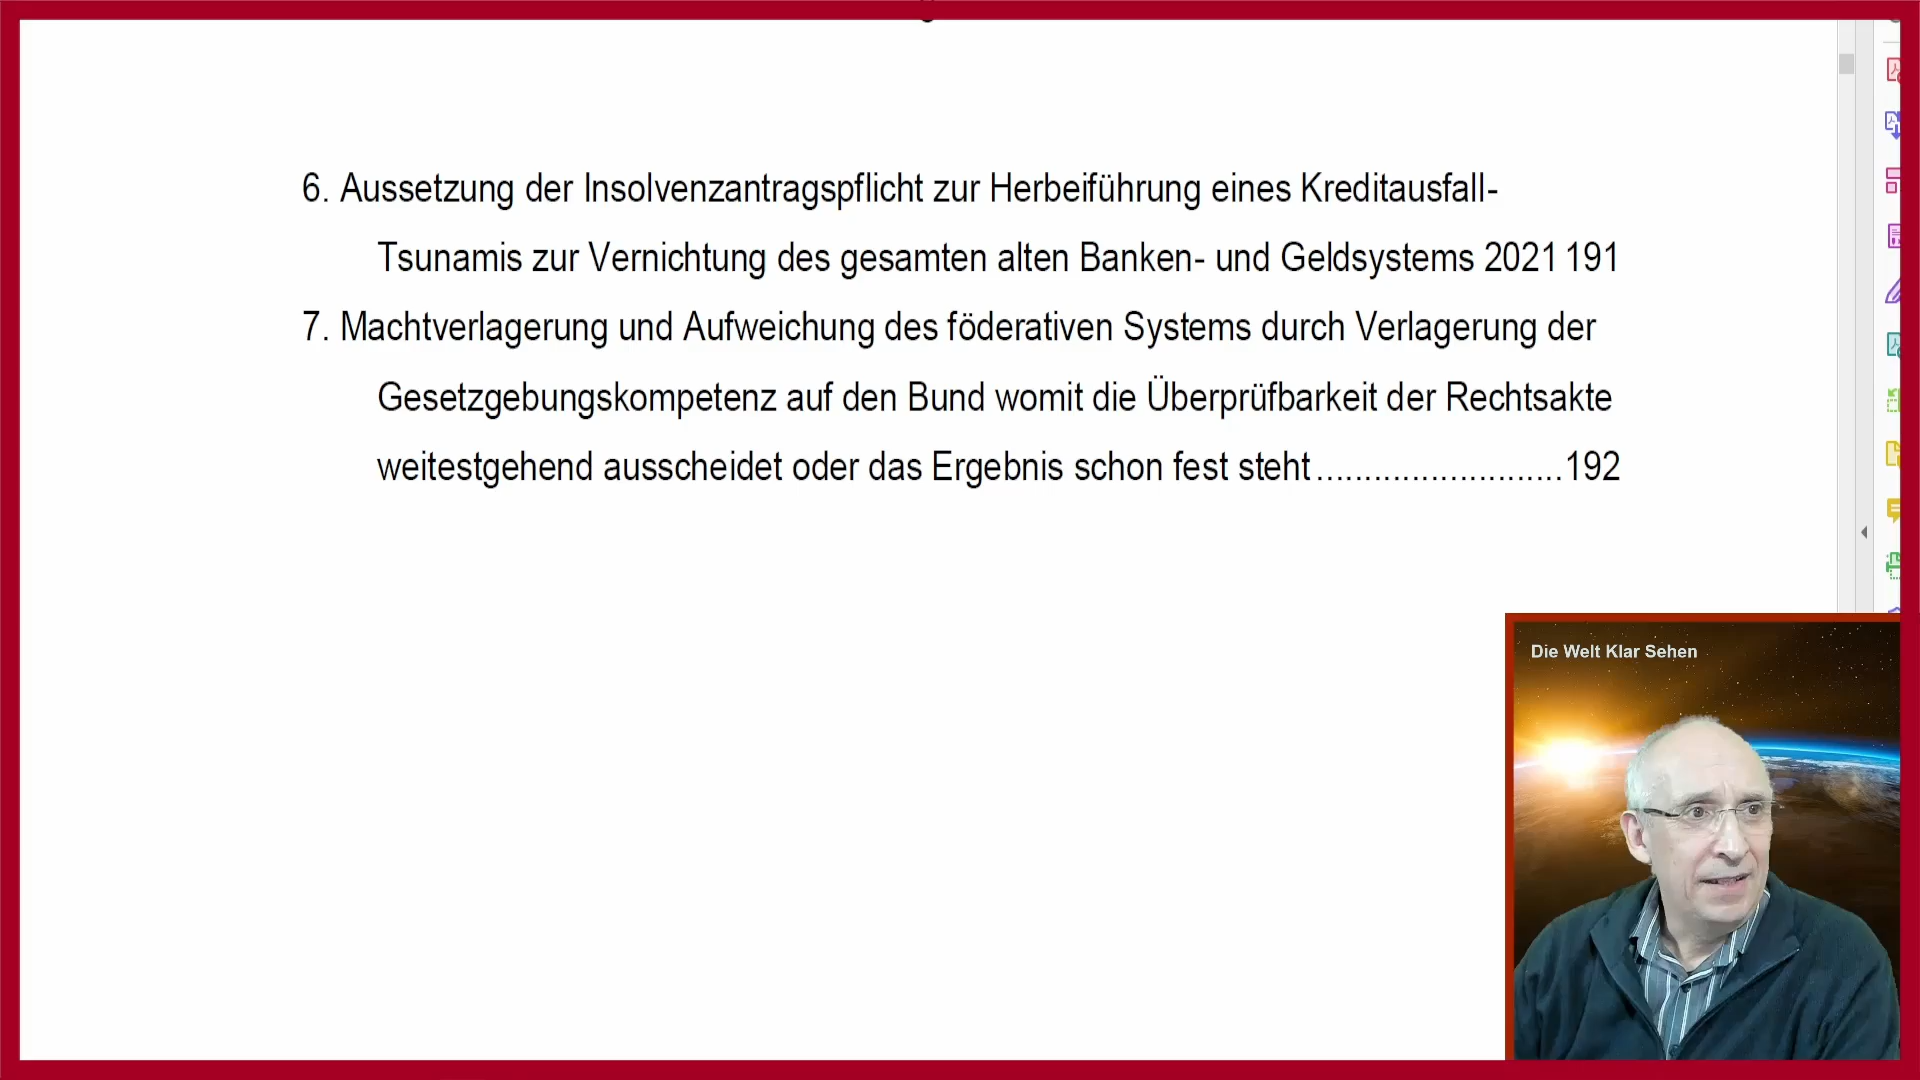 6. Aussetzung der Insolvenzantragspflicht zur Herbeiführung eines Kreditausfall-
Tsunamis zur Vernichtung des gesamten alten Banken- und Geldsystems 2021 191
7. Machtverlagerung und Aufweichung des föderativen Systems durch Verlagerung der
Gesetzgebungskompetenz auf den Bund womit die Überprüfbarkeit der Rechtsakte
weitestgehend ausscheidet oder das Ergebnis schon fest steht..........................192
Die Welt Klar Sehen